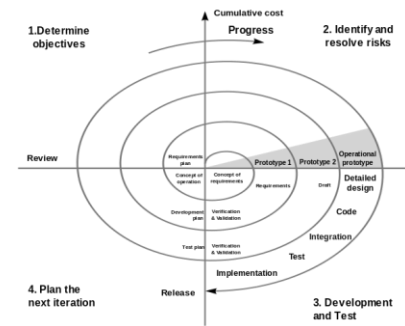 Cumulative cost
1.Determine
objectives
Progress
2. Identify and
resolve risks
Review
Requirements
plan
Concept of
operation
Concept of
requirements
Prototype 1
Prototype 2
Operational
prototype
Requirements
Draft
Detailed
design
Development
plan
Verification
& Validation
Code
Test plan
Verification
& Validation
Integration
Test
Implementation
4. Plan the
next iteration
Release
3. Development
and Test